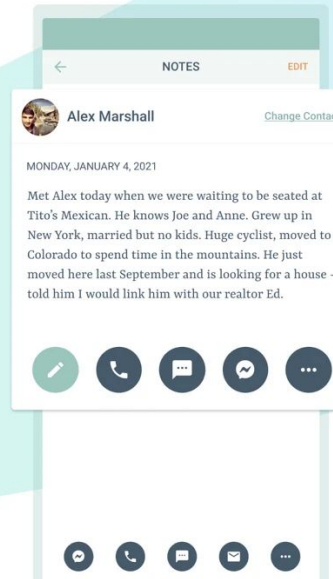 NOTES
EDIT
Alex Marshall
Change Contac
MONDAY, JANUARY 4, 2021
Met Alex today when we were waiting to be seated at
Tito's Mexican. He knows Joe and Anne. Grew up in
New York, married but no kids. Huge cyclist, moved to
Colorado to spend time in the mountains. He just
moved here last September and is looking for a house -
told him I would link him with our realtor Ed.